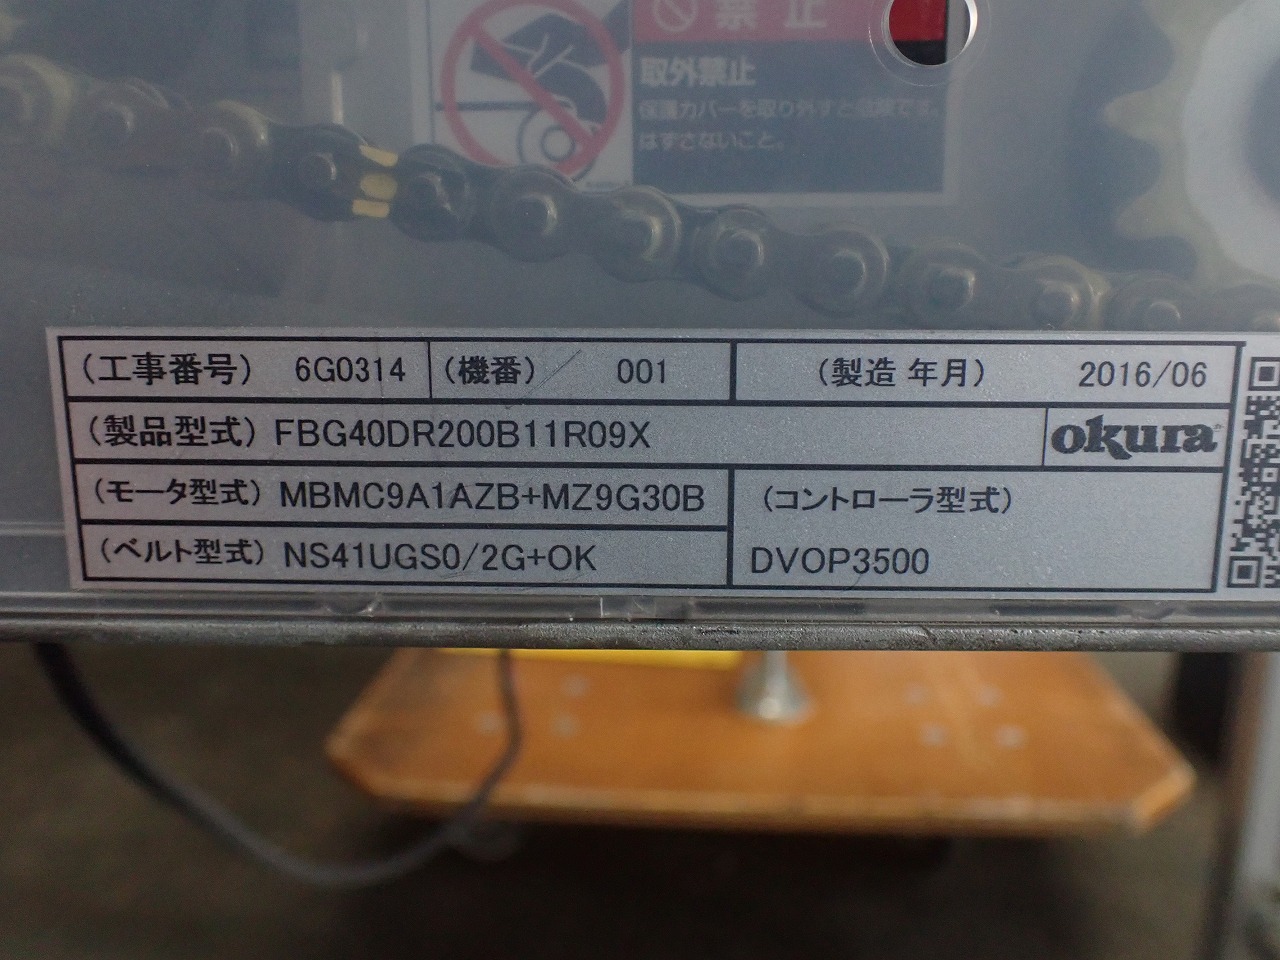 禁止
取外禁止
保護カバーを取り外すと危険です。
はずさないこと。
(工事番号) 6G0314 (機番) 001 (製造 年月) 2016/06
(製品型式) FBG40DR200B11R09X okura
(モータ型式) MBMC9A1AZB+MZ9G30B (コントローラ型式)
(ベルト型式) NS41UGS0/2G+OK DVOP3500